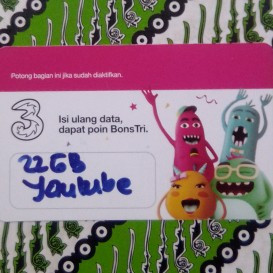 Potong bagian ini jika sudah diaktifkan.
3
Isi ulang data,
dapat poin BonsTri.
22GB
Youtube